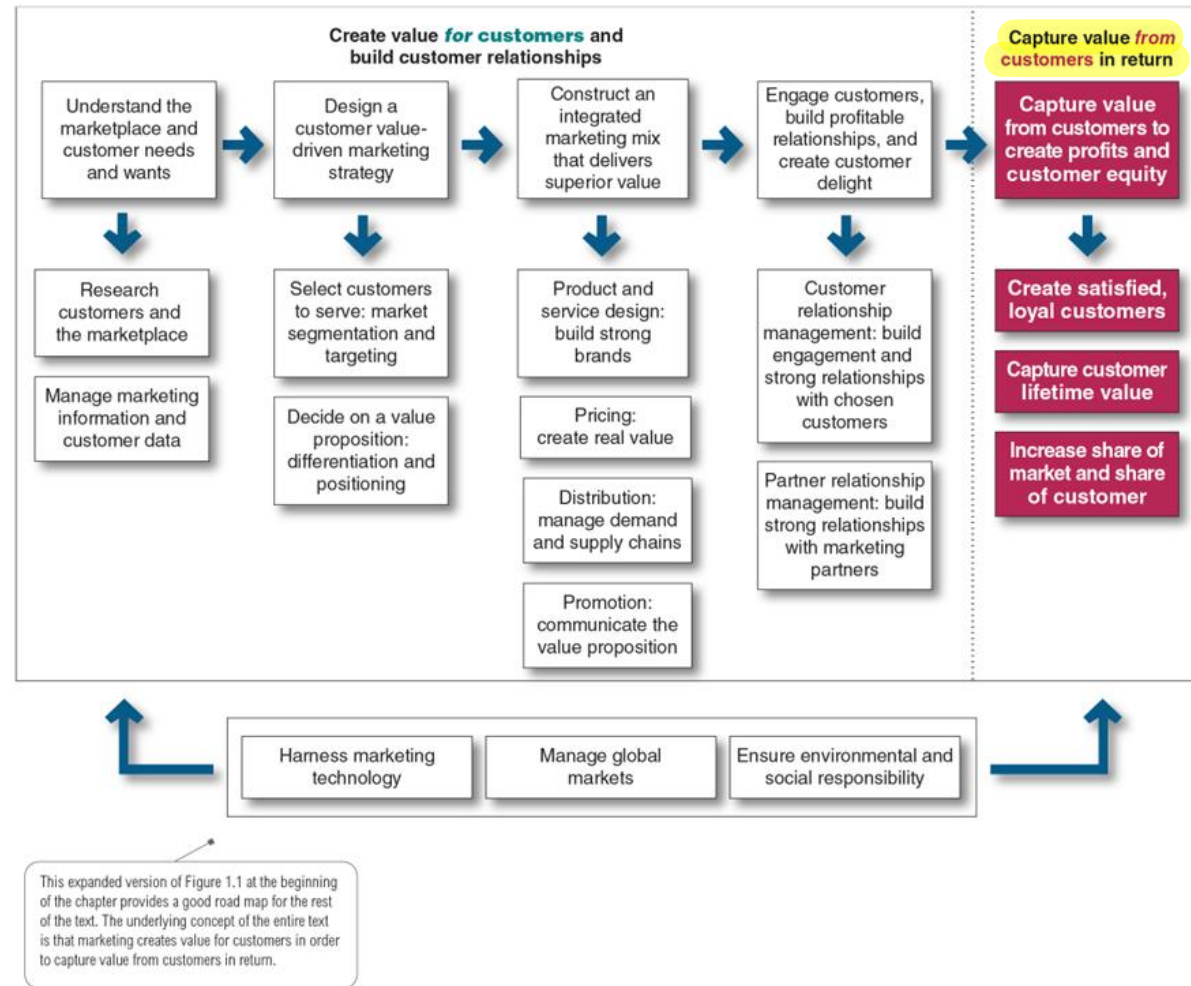 Create value for customers and
build customer relationships
Capture value from
customers in return
Understand the
marketplace and
customer needs
and wants
Design a
customer value-
driven marketing
strategy
Construct an
integrated
marketing mix
that delivers
superior value
Engage customers,
build profitable
relationships, and
create customer
delight
Capture value
from customers to
create profits and
customer equity
Research
customers and
the marketplace
Manage marketing
information and
customer data
Select customers
to serve: market
segmentation and
targeting
Decide on a value
proposition:
differentiation and
positioning
Product and
service design:
build strong
brands
Pricing:
create real value
Distribution:
manage demand
and supply chains
Promotion:
communicate the
value proposition
Customer
relationship
management: build
engagement and
strong relationships
with chosen
customers
Partner relationship
management: build
strong relationships
with marketing
partners
Create satisfied,
loyal customers
Capture customer
lifetime value
Increase share of
market and share
of customer
Harness marketing
technology
Manage global
markets
Ensure environmental and
social responsibility
This expanded version of Figure 1.1 at the beginning
of the chapter provides a good road map for the rest
of the text. The underlying concept of the entire text
is that marketing creates value for customers in order
to capture value from customers in return.